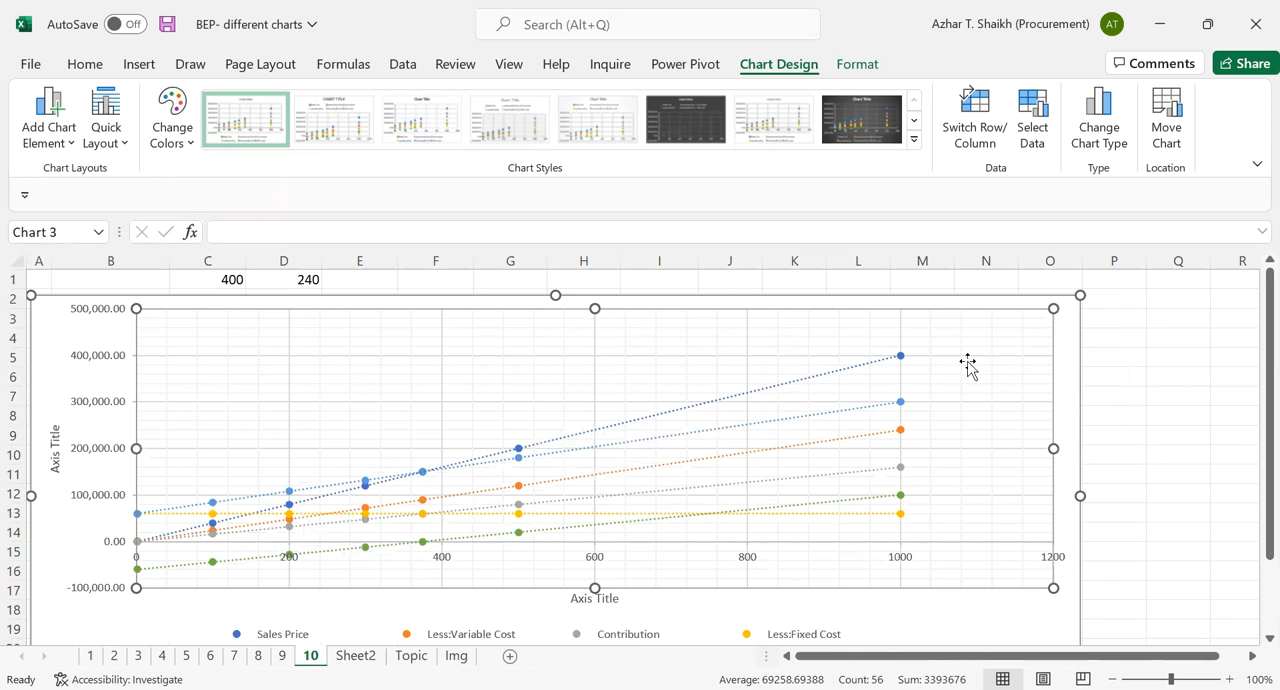 AutoSave Off BEP- different charts Search (Alt+Q) Azhar T. Shaikh (Procurement) AT
File Home Insert Draw Page Layout Formulas Data Review View Help Inquire Power Pivot Chart Design Format Comments Share
Add Chart Element
Quick Layout
Change Colors
Switch Row/ Column
Select Data
Change Chart Type
Move Chart
Chart Layouts Chart Styles Data Type Location
Chart 3 fx
A B C D E F G H I J K L M N O P Q R
1 400 240
2
3
4
5
6
7
8
9
10
11
12
13
14
15
16
17
18
19
500,000.00
400,000.00
300,000.00
200,000.00
100,000.00
0.00
-100,000.00
Axis Title
0 200 400 600 800 1000 1200
Axis Title
Sales Price Less:Variable Cost Contribution Less:Fixed Cost
1 2 3 4 5 6 7 8 9 10 Sheet2 Topic Img
Ready Accessibility: Investigate Average: 69258.69388 Count: 56 Sum: 3393676 100%